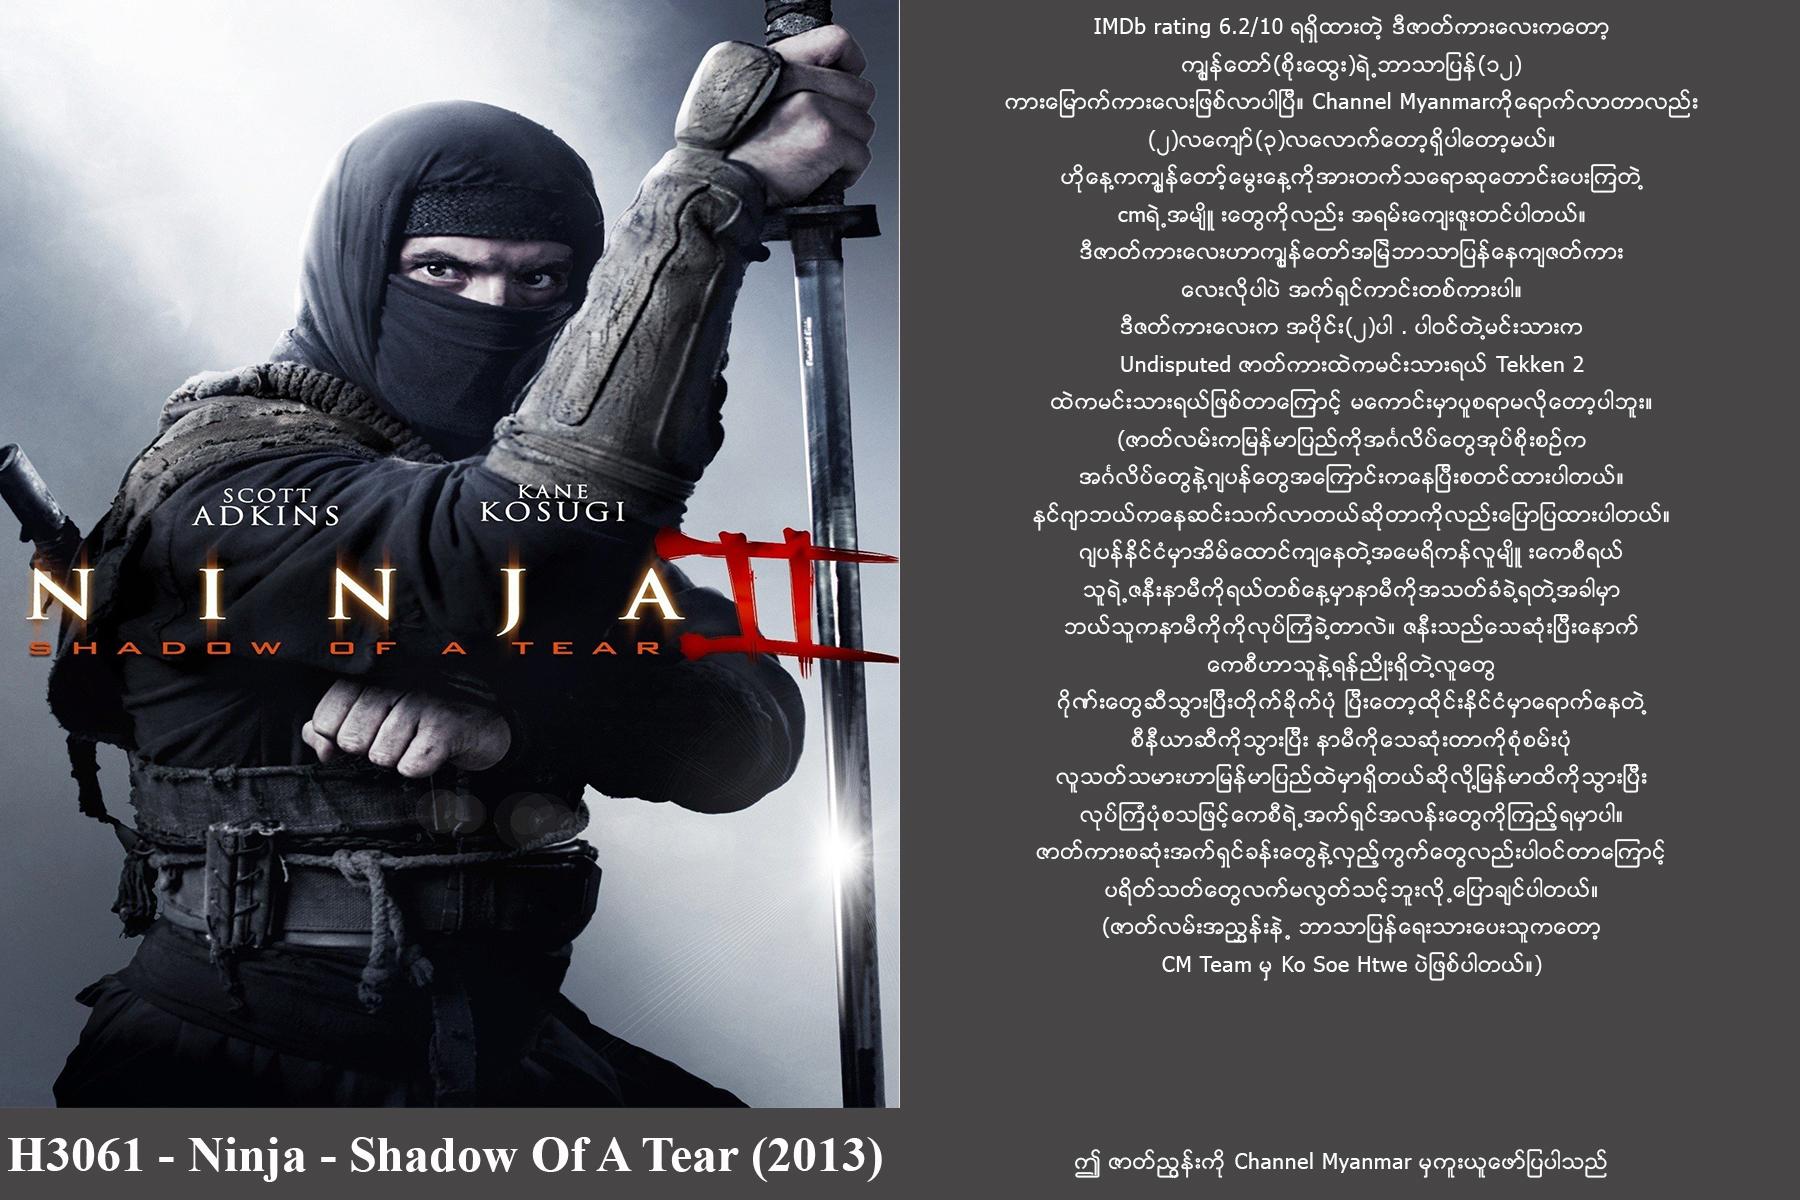 SCOTT
ADKINS
KANE
KOSUGI
NINJA II
SHADOW OF A TEAR
H3061 - Ninja - Shadow Of A Tear (2013)
IMDb rating 6.2/10 ရရှိထားတဲ့ ဒီဇာတ်ကားလေးကတော့
ကျွန်တော်(စိုးထွေး)ရဲ့ဘာသာပြန်(၁၂)
ကားမြောက်ကားလေးဖြစ်လာပါပြီ။ Channel Myanmarကိုရောက်လာတာလည်း
(၂)လကျော်(၃)လလောက်တော့ရှိပါတော့မယ်။
ဟိုနေ့ကကျွန်တော့်မွေးနေ့ကိုအားတက်သရောဆုတောင်းပေးကြတဲ့
cmရဲ့အမျိူ းတွေကိုလည်း အရမ်းကျေးဇူးတင်ပါတယ်။
ဒီဇာတ်ကားလေးဟာကျွန်တော်အမြဲဘာသာပြန်နေကျဇတ်ကား
လေးလိုပါပဲ အက်ရှင်ကာင်းတစ်ကားပါ။
ဒီဇတ်ကားလေးက အပိုင်း(၂)ပါ . ပါဝင်တဲ့မင်းသားက
Undisputed ဇာတ်ကားထဲကမင်းသားရယ် Tekken 2
ထဲကမင်းသားရယ်ဖြစ်တာကြောင့် မကောင်းမှာပူစရာမလိုတော့ပါဘူး။
(ဇာတ်လမ်းကမြန်မာပြည်ကိုအင်္ဂလိပ်တွေအုပ်စိုးစဉ်က
အင်္ဂလိပ်တွေနဲ့ဂျပန်တွေအကြောင်းကနေပြီးစတင်ထားပါတယ်။
နင်ဂျာဘယ်ကနေဆင်းသက်လာတယ်ဆိုတာကိုလည်းပြောပြထားပါတယ်။
ဂျပန်နိုင်ငံမှာအိမ်ထောင်ကျနေတဲ့အမေရိကန်လူမျိူ းကေစီရယ်
သူရဲ့ဇနီးနာမီကိုရယ်တစ်နေ့မှာနာမီကိုအသတ်ခံခဲ့ရတဲ့အခါမှာ
ဘယ်သူကနာမီကိုကိုလုပ်ကြံခဲ့တာလဲ။ ဇနီးသည်သေဆုံးပြီးနောက်
ကေစီဟာသူနဲ့ရန်ညိုးရှိတဲ့လူတွေ
ဂိုဏ်းတွေဆီသွားပြီးတိုက်ခိုက်ပုံ ပြီးတော့ထိုင်းနိုင်ငံမှာရောက်နေတဲ့
စီနီယာဆီကိုသွားပြီး နာမီကိုသေဆုံးတာကိုစုံစမ်းပုံ
လူသတ်သမားဟာမြန်မာပြည်ထဲမှာရှိတယ်ဆိုလို့မြန်မာထိကိုသွားပြီး
လုပ်ကြံပုံစသဖြင့်ကေစီရဲ့အက်ရှင်အလန်းတွေကိုကြည့်ရမှာပါ။
ဇာတ်ကားစဆုံးအက်ရှင်ခန်းတွေနဲ့လှည့်ကွက်တွေလည်းပါဝင်တာကြောင့်
ပရိတ်သတ်တွေလက်မလွတ်သင့်ဘူးလို့ပြောချင်ပါတယ်။
(ဇာတ်လမ်းအညွှန်းနဲ့ ဘာသာပြန်ရေးသားပေးသူကတော့
CM Team မှ Ko Soe Htwe ပဲဖြစ်ပါတယ်။)
ဤ ဇာတ်ညွန်းကို Channel Myanmar မှကူးယူဖော်ပြပါသည်